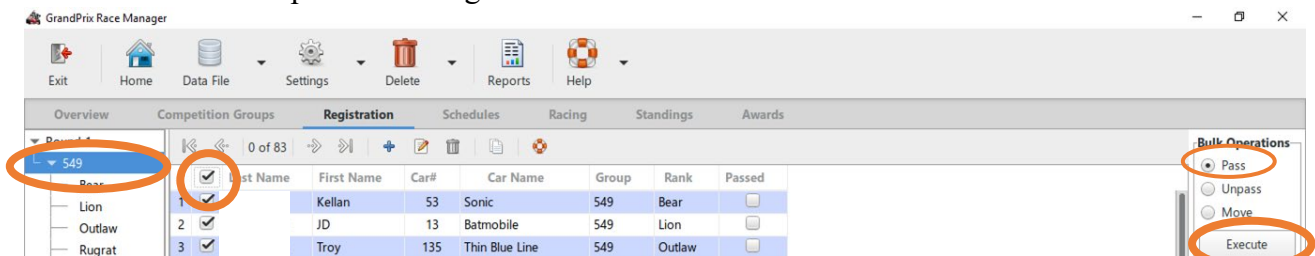 GrandPrix Race Manager
Exit Home Data File Settings Delete Reports Help
Overview Competition Groups Registration Schedules Racing Standings Awards
0 of 83
Bulk Operations
549
Pass
Last Name First Name Car# Car Name Group Rank Passed
Bear
Unpass
1 Kellan 53 Sonic 549 Bear
Lion
Move
2 JD 13 Batmobile 549 Lion
Outlaw
3 Troy 135 Thin Blue Line 549 Outlaw
Rugrat
Execute